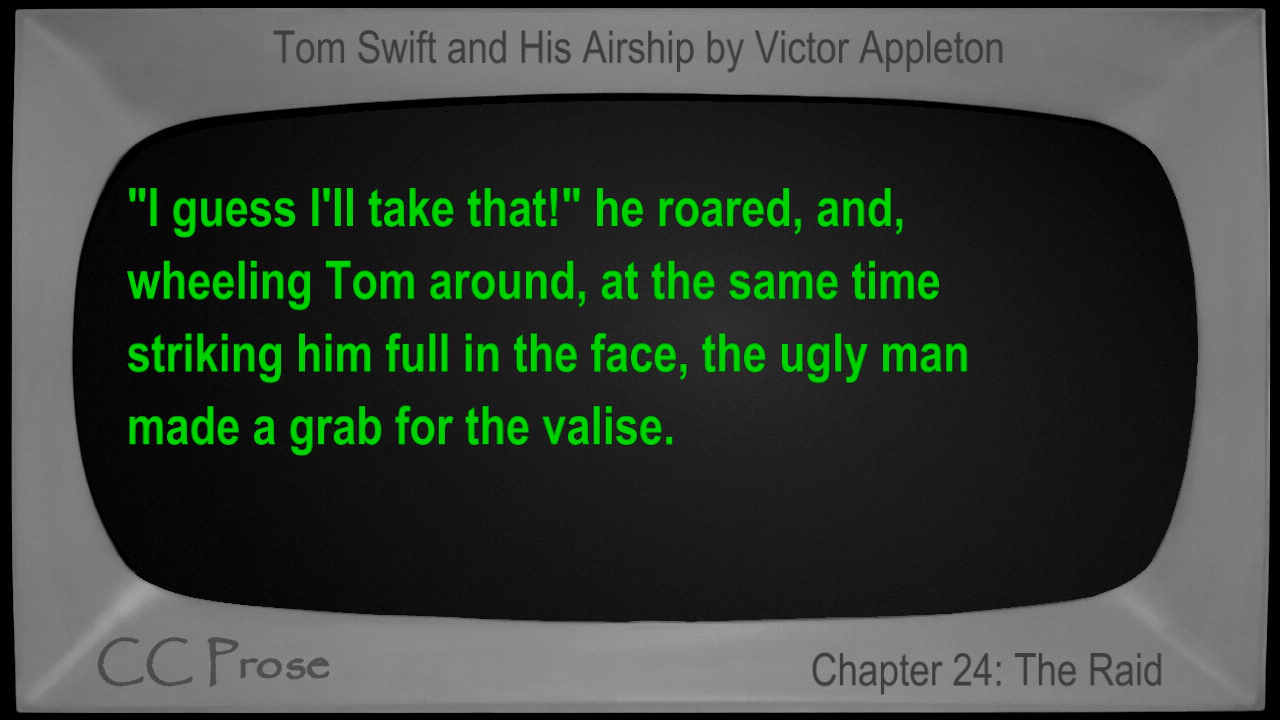 Tom Swift and His Airship by Victor Appleton
"I guess I'll take that!" he roared, and,
wheeling Tom around, at the same time
striking him full in the face, the ugly man
made a grab for the valise.
CC Prose
Chapter 24: The Raid